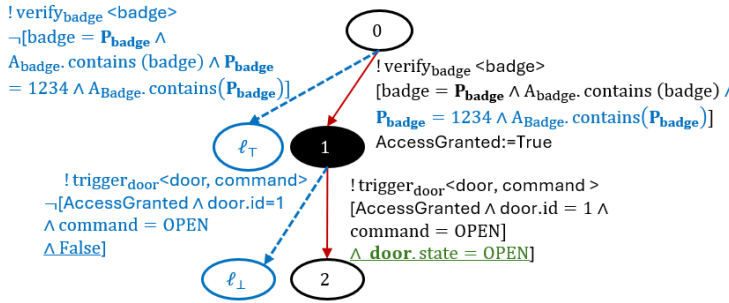 ! verify_badge <badge>
¬[badge = P_badge ∧
A_badge. contains (badge) ∧ P_badge
= 1234 ∧ A_Badge. contains(P_badge)]
0
! verify_badge <badge>
[badge = P_badge ∧ A_badge. contains (badge) ∧
P_badge = 1234 ∧ A_Badge. contains(P_badge)]
AccessGranted:=True
ℓ⊤
1
! trigger_door<door, command>
¬[AccessGranted ∧ door.id=1
∧ command = OPEN
∧ False]
! trigger_door<door, command >
[AccessGranted ∧ door.id = 1 ∧
command = OPEN]
∧ door. state = OPEN]
ℓ⊥
2